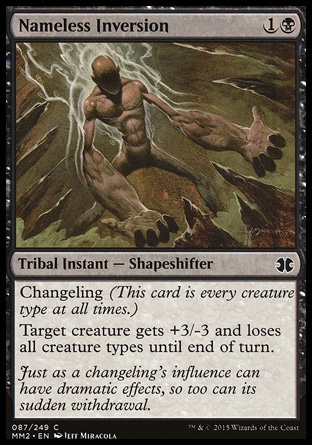 Nameless Inversion 1
J. MIRACOLA
Tribal Instant — Shapeshifter
Changeling (This card is every creature
type at all times.)
Target creature gets +3/-3 and loses
all creature types until end of turn.
Just as a changeling's influence can
have dramatic effects, so too can its
sudden withdrawal.
087/249 C
MM2 • EN Jeff Miracola ™ & © 2015 Wizards of the Coast